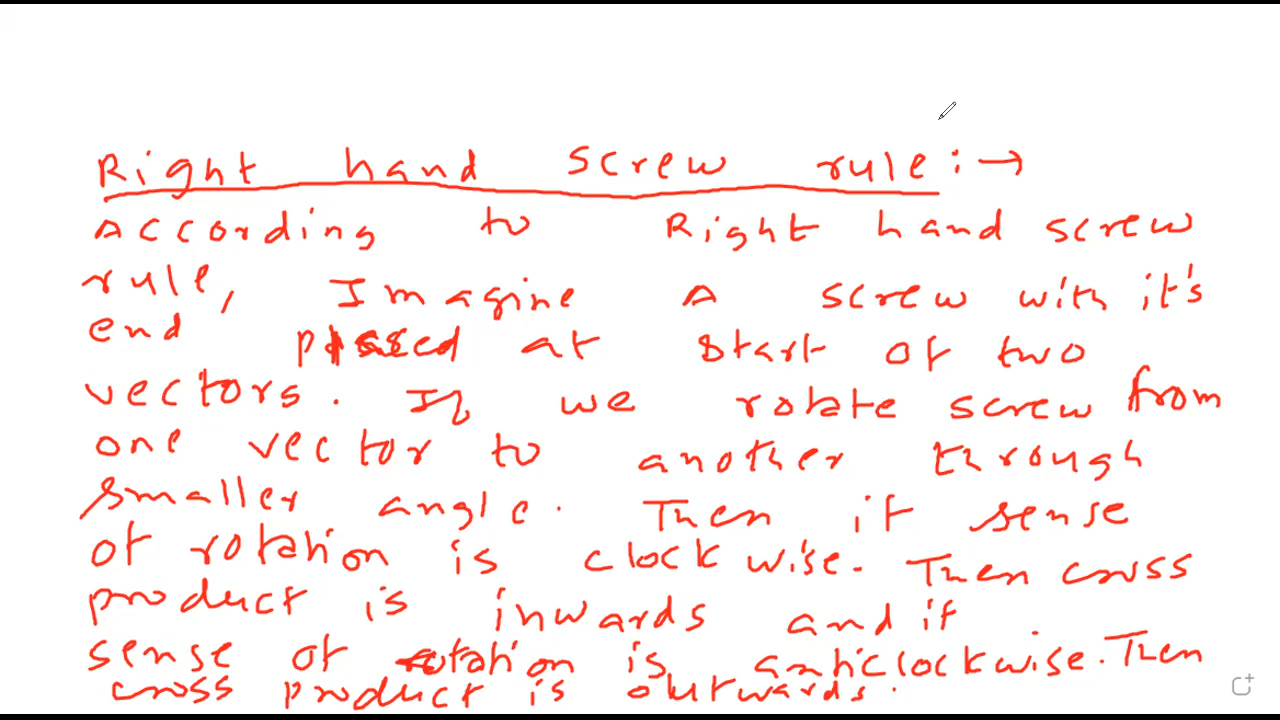 Right hand screw rule :→
According to Right hand screw
rule, Imagine A screw with it's
end placed at start of two
vectors. If we rotate screw from
one vector to another through
smaller angle. Then if sense
of rotation is clockwise. Then cross
product is inwards and if
sense of rotation is anticlockwise. Then
cross product is outwards.